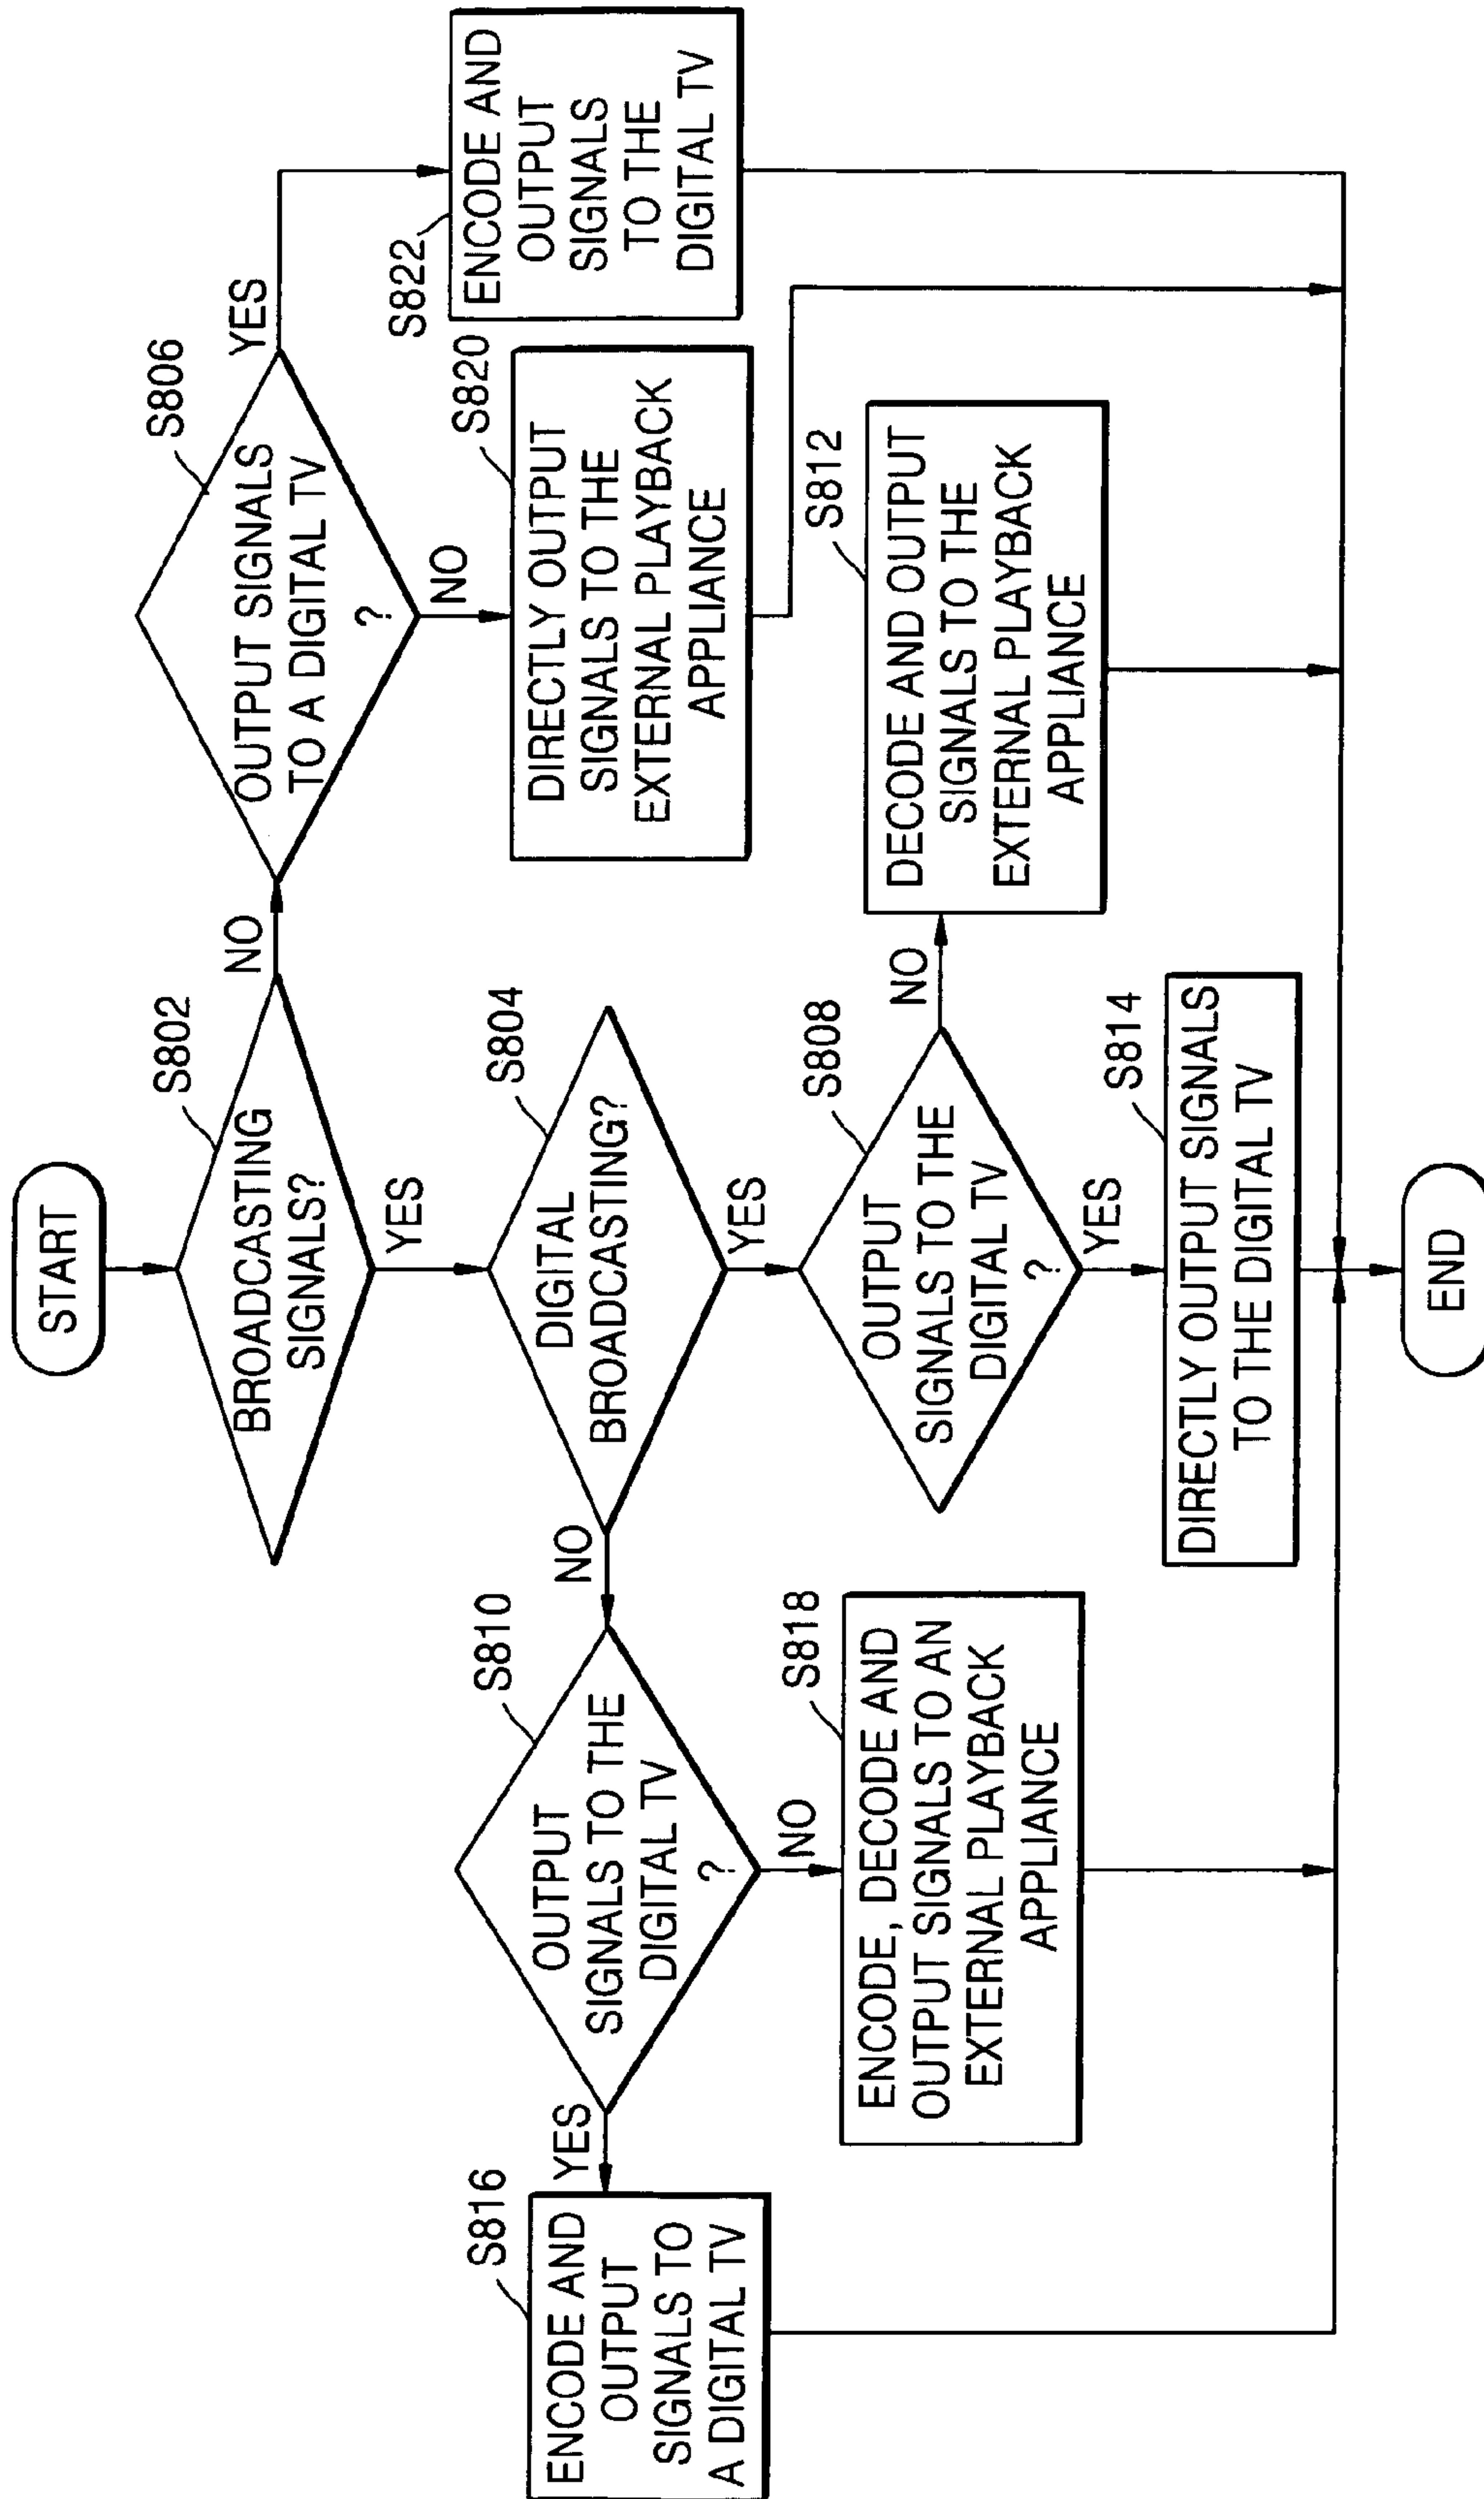 START
S802
BROADCASTING
SIGNALS?
NO
YES
S806
OUTPUT SIGNALS
TO A DIGITAL TV
?
YES
NO
S804
DIGITAL
BROADCASTING?
NO
YES
S810
OUTPUT
SIGNALS TO THE
DIGITAL TV
?
YES
NO
S808
OUTPUT
SIGNALS TO THE
DIGITAL TV
?
NO
YES
S816
ENCODE AND
OUTPUT
SIGNALS TO
A DIGITAL TV
S818
ENCODE, DECODE AND
OUTPUT SIGNALS TO AN
EXTERNAL PLAYBACK
APPLIANCE
S814
DIRECTLY OUTPUT SIGNALS
TO THE DIGITAL TV
S812
DECODE AND OUTPUT
SIGNALS TO THE
EXTERNAL PLAYBACK
APPLIANCE
S820
DIRECTLY OUTPUT
SIGNALS TO THE
EXTERNAL PLAYBACK
APPLIANCE
S822
ENCODE AND
OUTPUT
SIGNALS
TO THE
DIGITAL TV
END